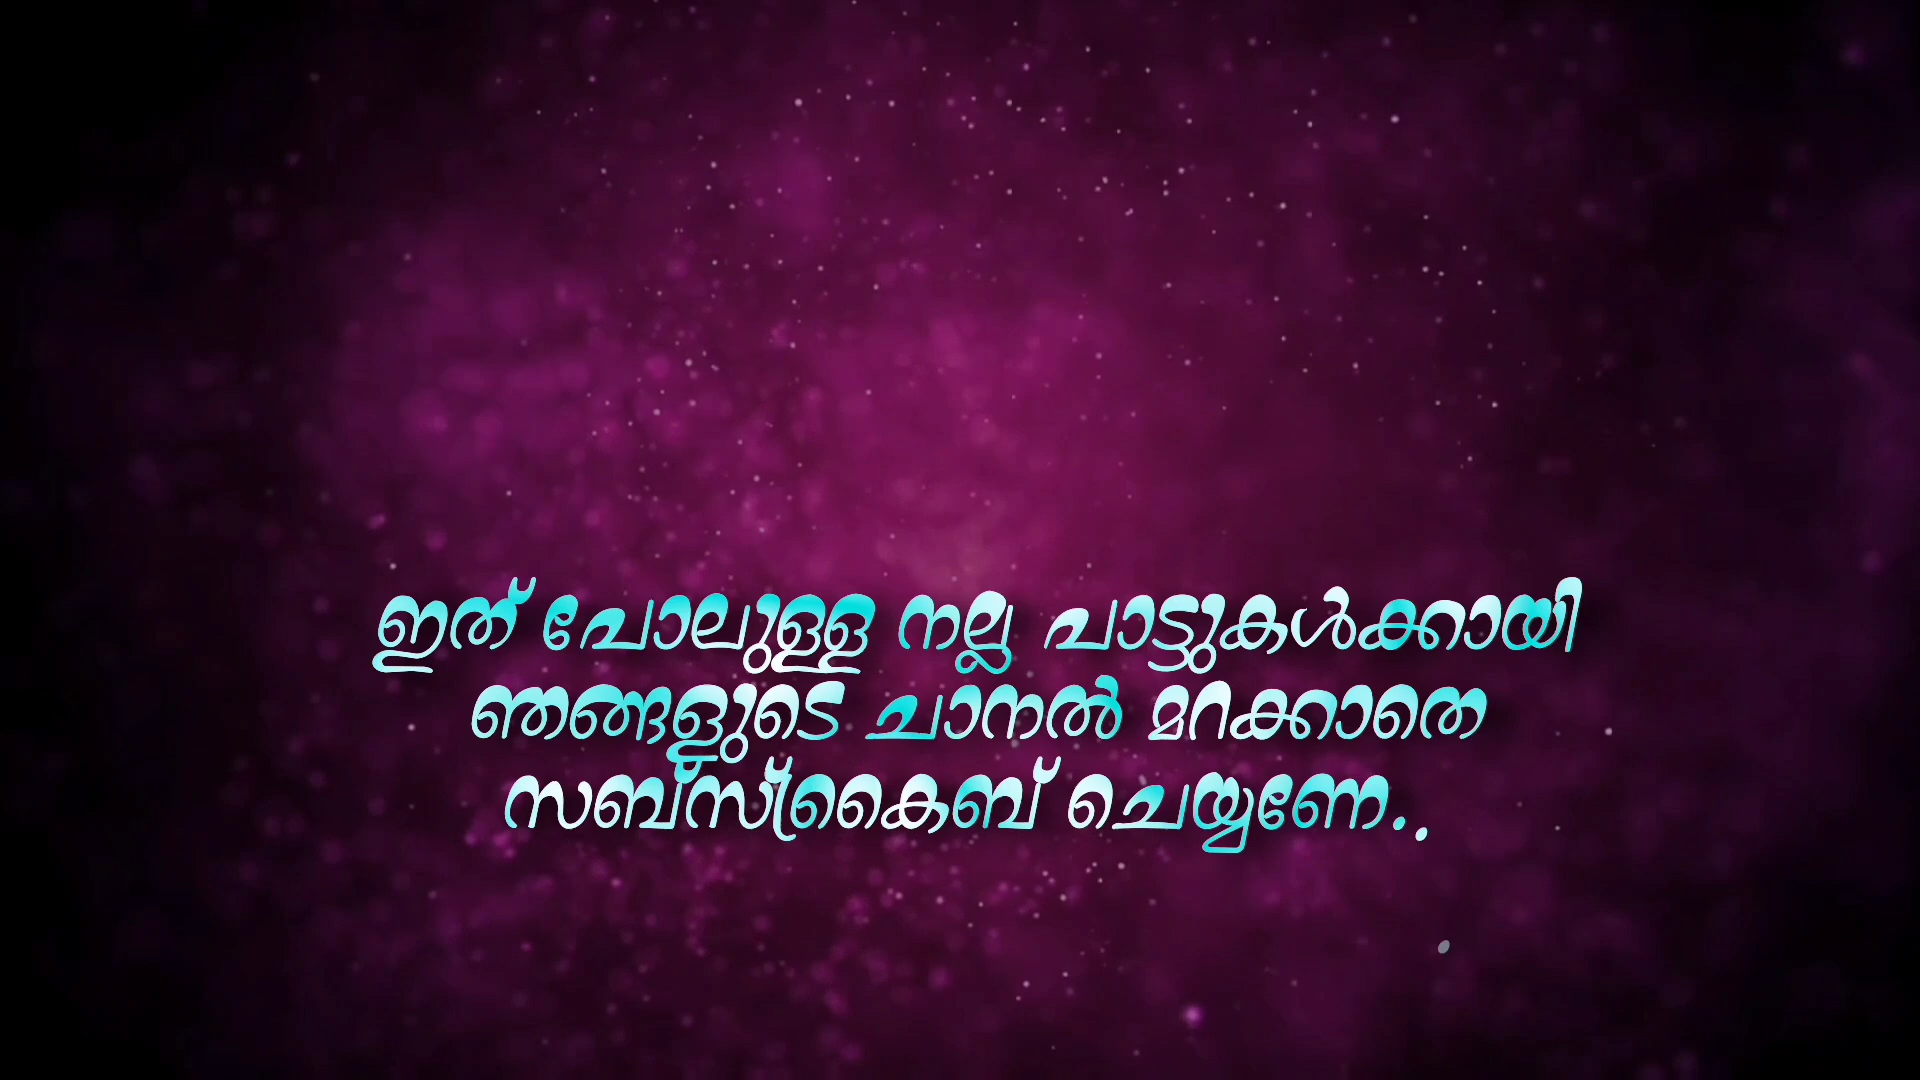 ഇത് പോലുള്ള നല്ല പാട്ടുകൾക്കായി
ഞങ്ങളുടെ ചാനൽ മറക്കാതെ
സബ്സ്ക്രൈബ് ചെയ്യണേ..